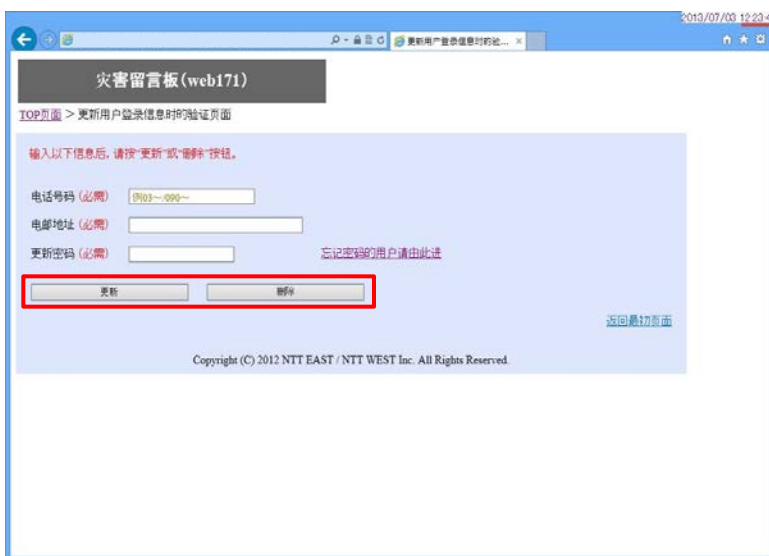 2013/07/03 12:23:4
更新用户登录信息时的验... ×
灾害留言板(web171)
TOP页面 > 更新用户登录信息时的验证页面
输入以下信息后, 请按"更新"或"删除"按钮。
电话号码 (必需) 例03～/090～
电邮地址 (必需)
更新密码 (必需) 忘记密码的用户请由此进
更新 删除
返回最初页面
Copyright (C) 2012 NTT EAST / NTT WEST Inc. All Rights Reserved.